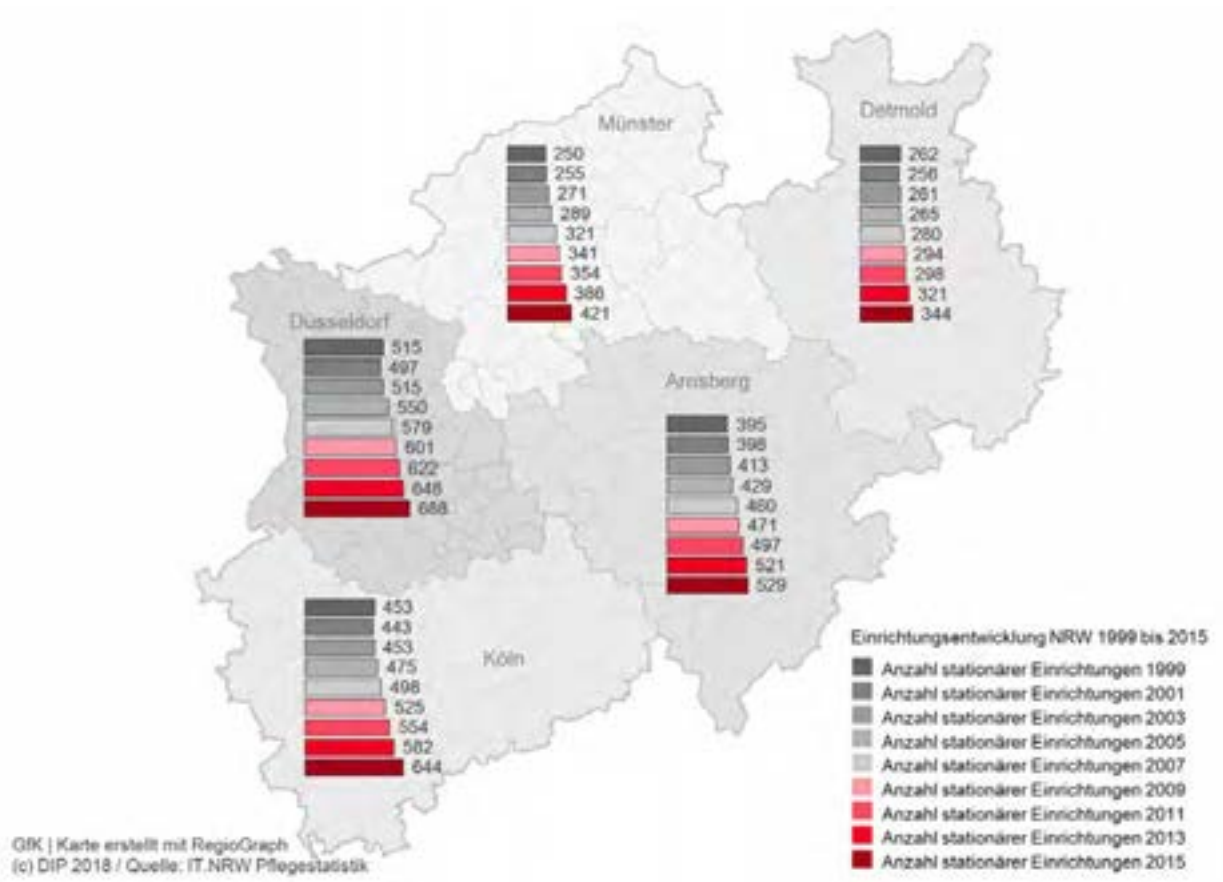 Münster
250
255
271
289
321
341
354
386
421
Detmold
262
256
261
265
280
294
298
321
344
Düsseldorf
515
497
515
550
579
601
622
648
688
Arnsberg
395
398
413
429
460
471
497
521
529
Köln
453
443
453
475
498
525
554
582
644
Einrichtungsentwicklung NRW 1999 bis 2015
Anzahl stationärer Einrichtungen 1999
Anzahl stationärer Einrichtungen 2001
Anzahl stationärer Einrichtungen 2003
Anzahl stationärer Einrichtungen 2005
Anzahl stationärer Einrichtungen 2007
Anzahl stationärer Einrichtungen 2009
Anzahl stationärer Einrichtungen 2011
Anzahl stationärer Einrichtungen 2013
Anzahl stationärer Einrichtungen 2015
GfK | Karte erstellt mit RegioGraph
(c) DIP 2018 / Quelle: IT.NRW Pflegestatistik